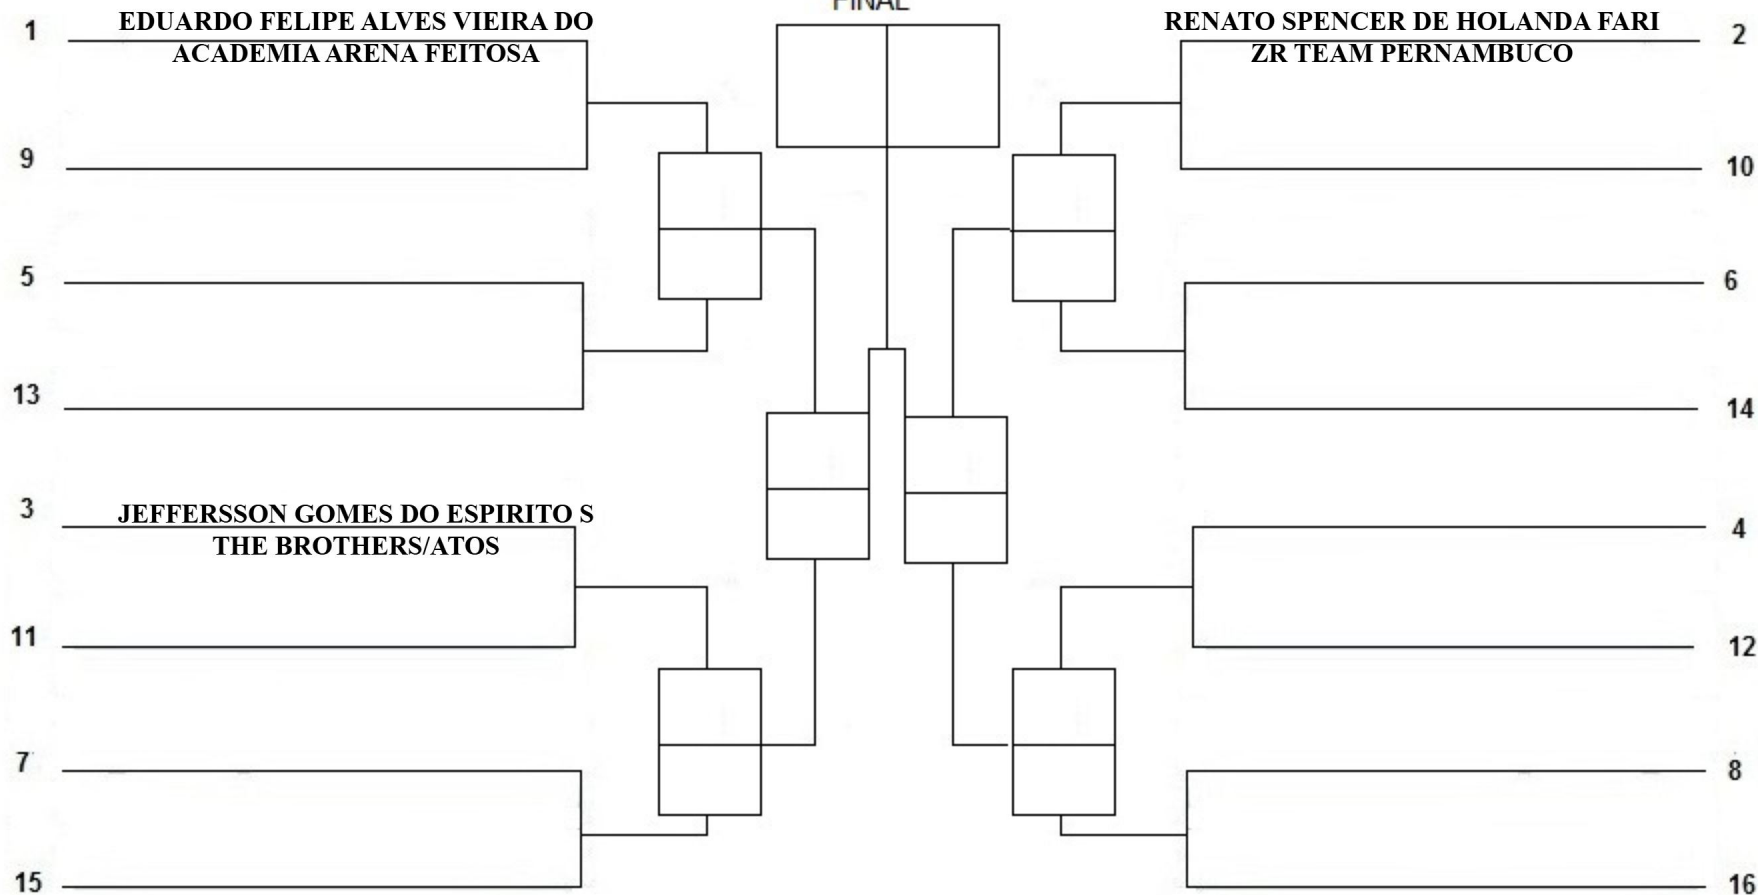 FINAL
1
EDUARDO FELIPE ALVES VIEIRA DO
ACADEMIA ARENA FEITOSA
9
5
13
3
JEFFERSSON GOMES DO ESPIRITO S
THE BROTHERS/ATOS
11
7
15
RENATO SPENCER DE HOLANDA FARI
ZR TEAM PERNAMBUCO
2
10
6
14
4
12
8
16